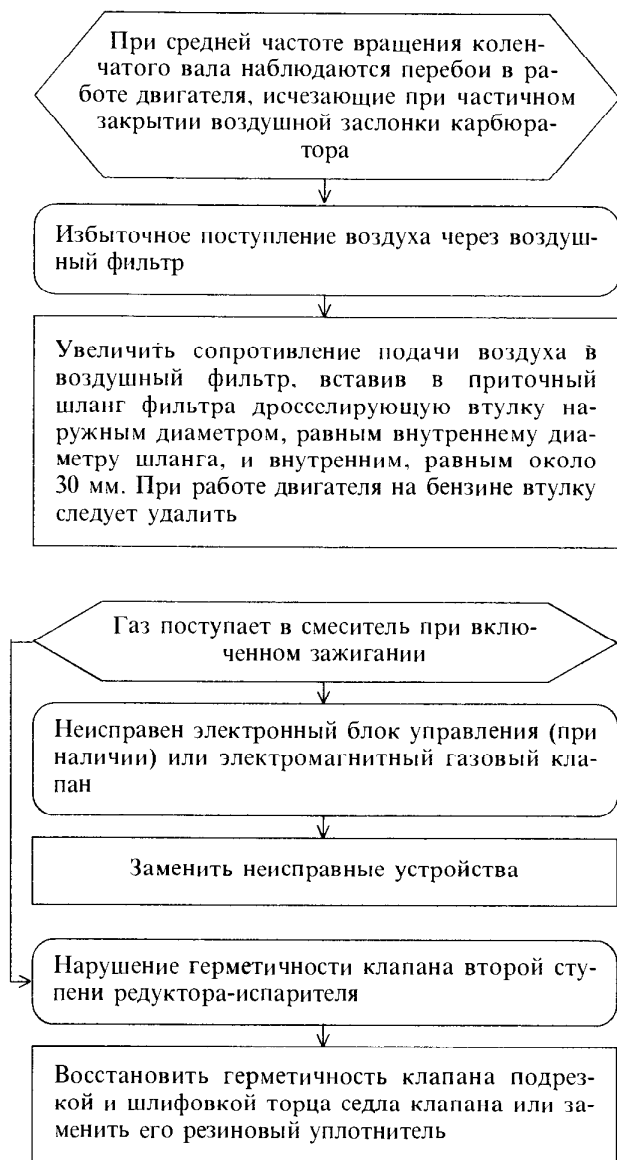 При средней частоте вращения колен-
чатого вала наблюдаются перебои в ра-
боте двигателя, исчезающие при частичном
закрытии воздушной заслонки карбюра-
тора
Избыточное поступление воздуха через воздуш-
ный фильтр
Увеличить сопротивление подачи воздуха в
воздушный фильтр, вставив в приточный
шланг фильтра дросселирующую втулку на-
ружным диаметром, равным внутреннему диа-
метру шланга, и внутренним, равным около
30 мм. При работе двигателя на бензине втулку
следует удалить
Газ поступает в смеситель при вклю-
ченном зажигании
Неисправен электронный блок управления (при
наличии) или электромагнитный газовый кла-
пан
Заменить неисправные устройства
Нарушение герметичности клапана второй сту-
пени редуктора-испарителя
Восстановить герметичность клапана подрез-
кой и шлифовкой торца седла клапана или за-
менить его резиновый уплотнитель